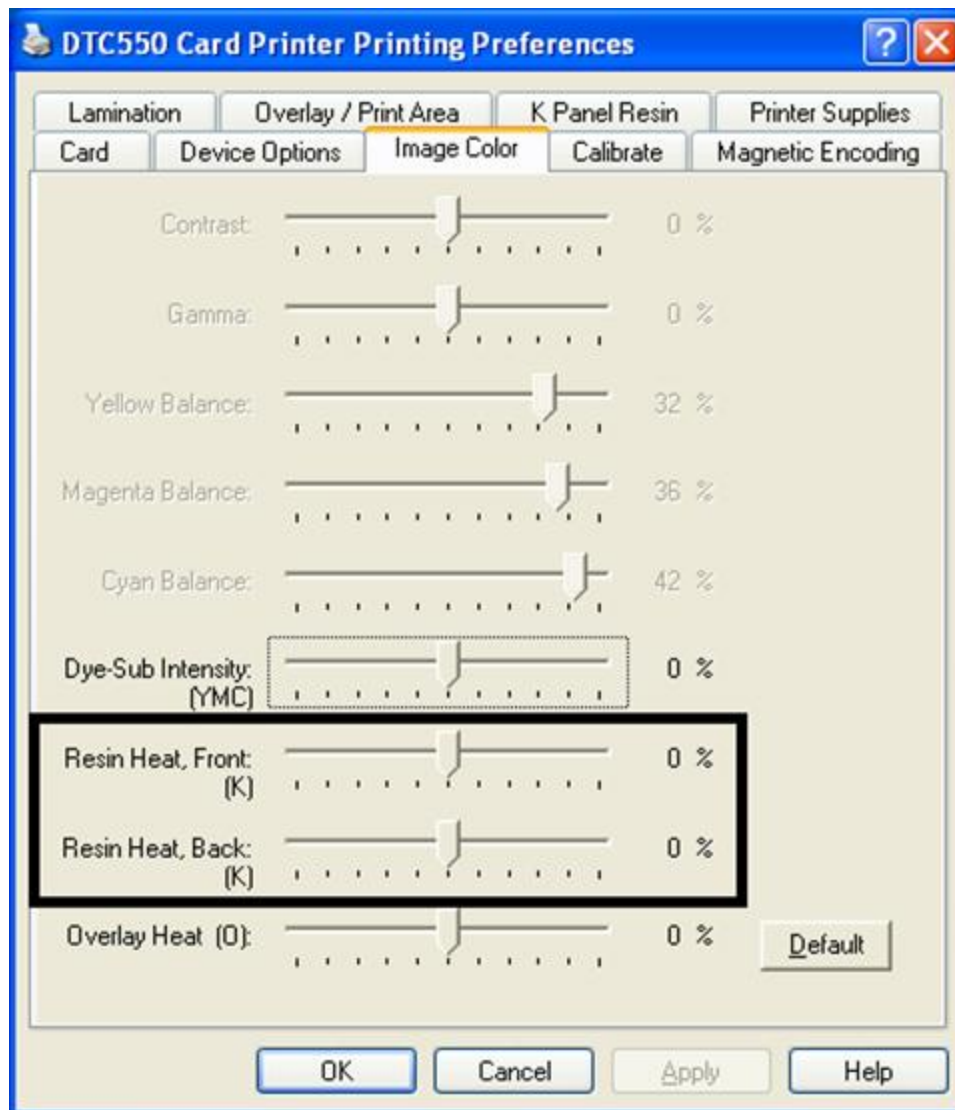 DTC550 Card Printer Printing Preferences
Lamination Overlay / Print Area K Panel Resin Printer Supplies
Card Device Options Image Color Calibrate Magnetic Encoding
Contrast: 0 %
Gamma: 0 %
Yellow Balance: 32 %
Magenta Balance: 36 %
Cyan Balance: 42 %
Dye-Sub Intensity: 0 %
(YMC)
Resin Heat, Front: 0 %
(K)
Resin Heat, Back: 0 %
(K)
Overlay Heat (O): 0 %
Default
OK Cancel Apply Help